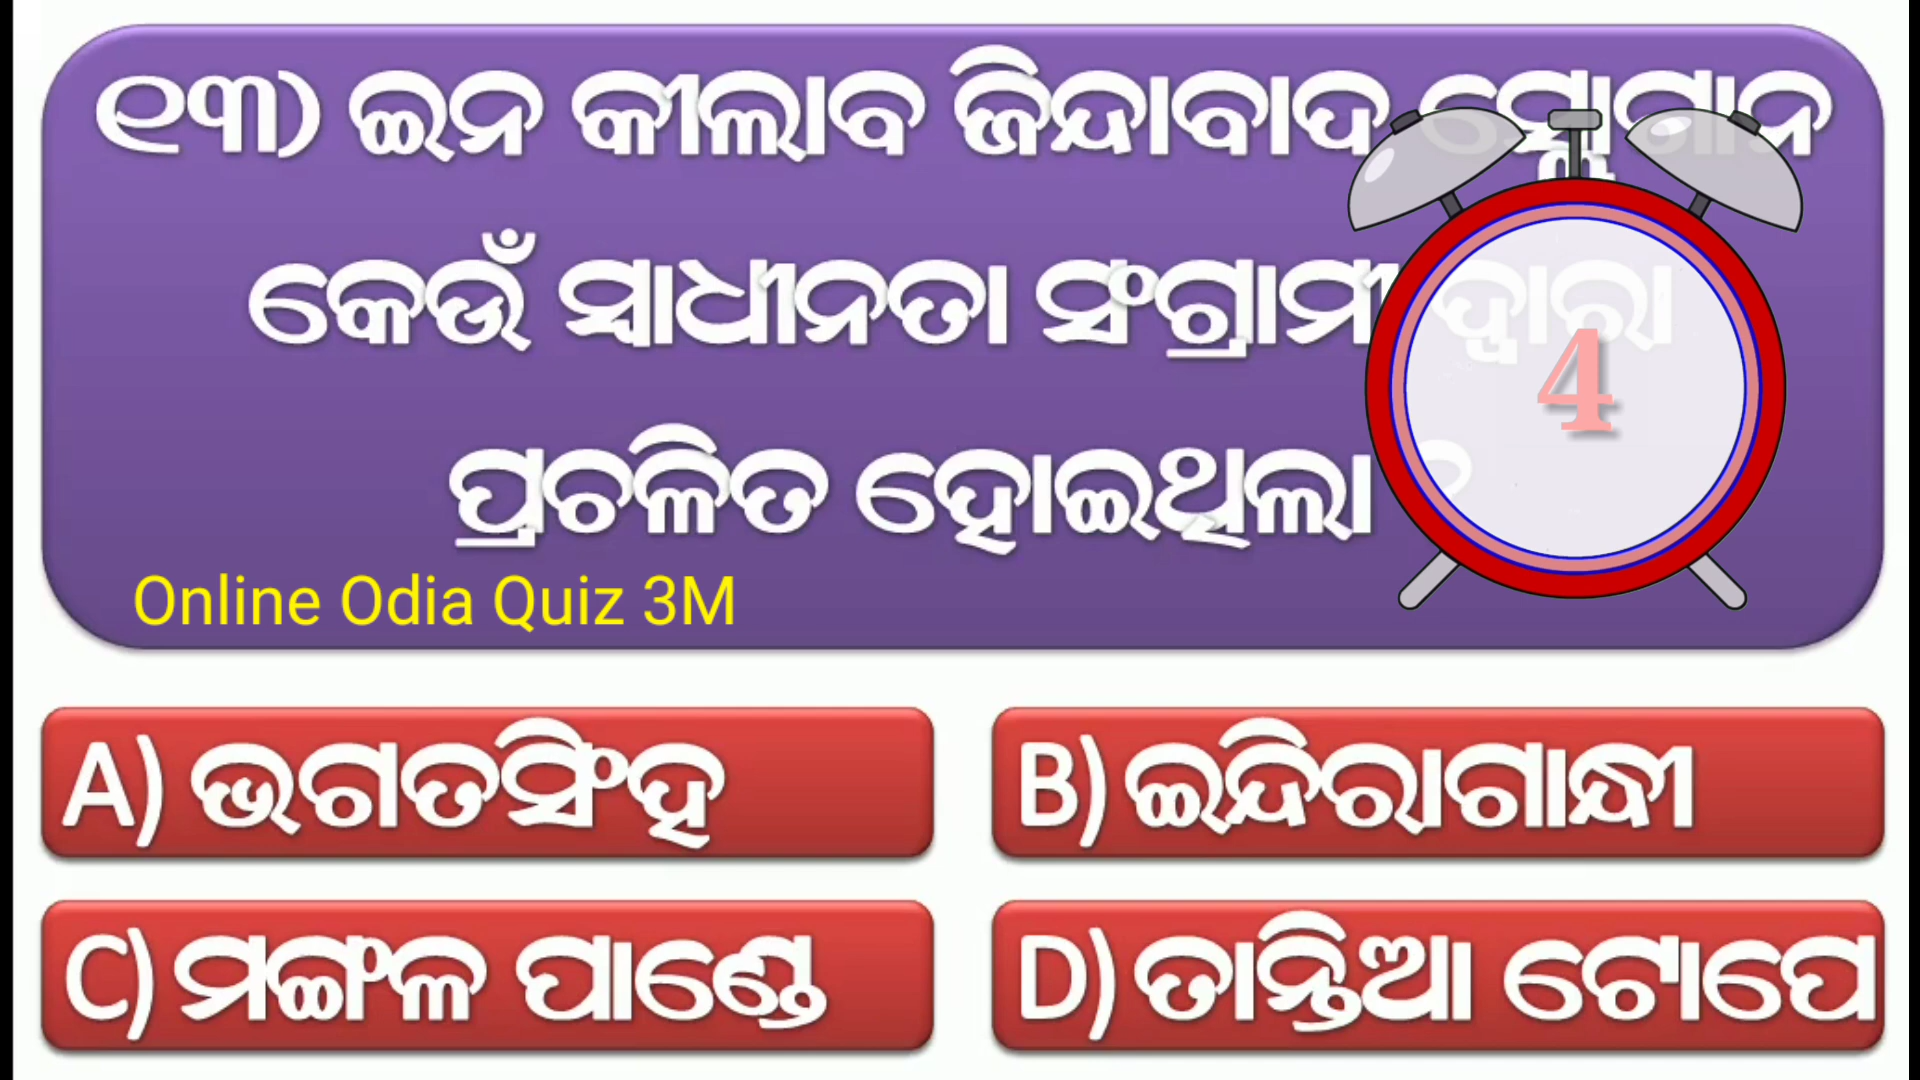 ୧୩) ଇନ କୀଲାବ ଜିନ୍ଦାବାଦ ସ୍ଲୋଗାନ
କେଉଁ ସ୍ୱାଧୀନତା ସଂଗ୍ରାମୀ ଦ୍ୱାରା
ପ୍ରଚଳିତ ହୋଇଥିଲା ?
4
Online Odia Quiz 3M
A) ଭଗତସିଂହ
B) ଇନ୍ଦିରାଗାନ୍ଧୀ
C) ମଙ୍ଗଳ ପାଣ୍ଡେ
D) ତାନ୍ତିଆ ଟୋପେ